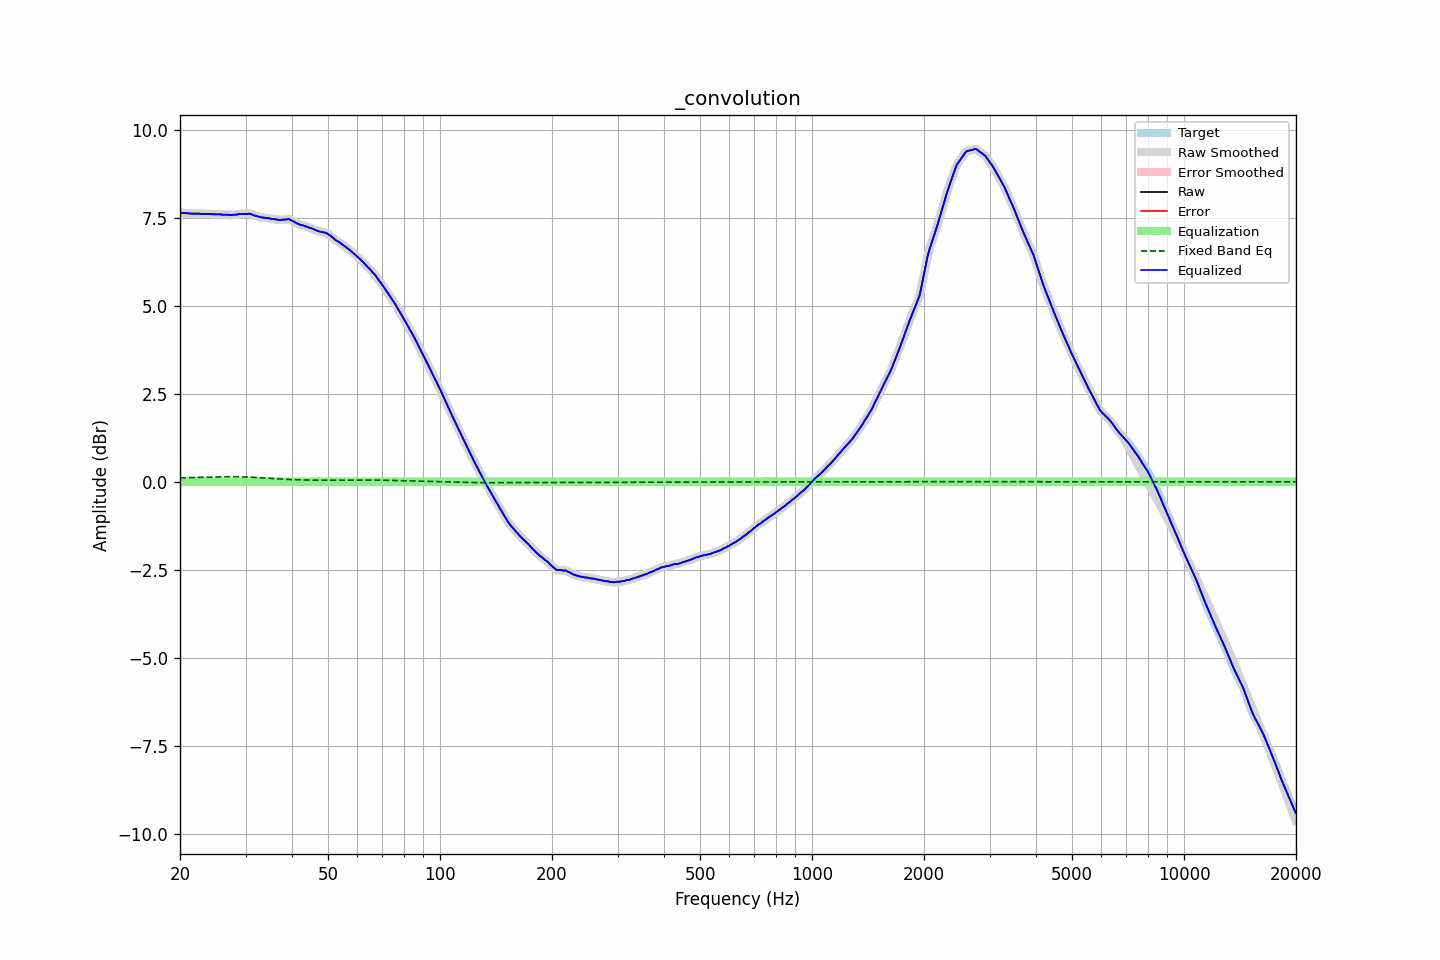 _convolution
Target
Raw Smoothed
Error Smoothed
Raw
Error
Equalization
Fixed Band Eq
Equalized
10.0
7.5
5.0
2.5
0.0
−2.5
−5.0
−7.5
−10.0
Amplitude (dBr)
20 50 100 200 500 1000 2000 5000 10000 20000
Frequency (Hz)